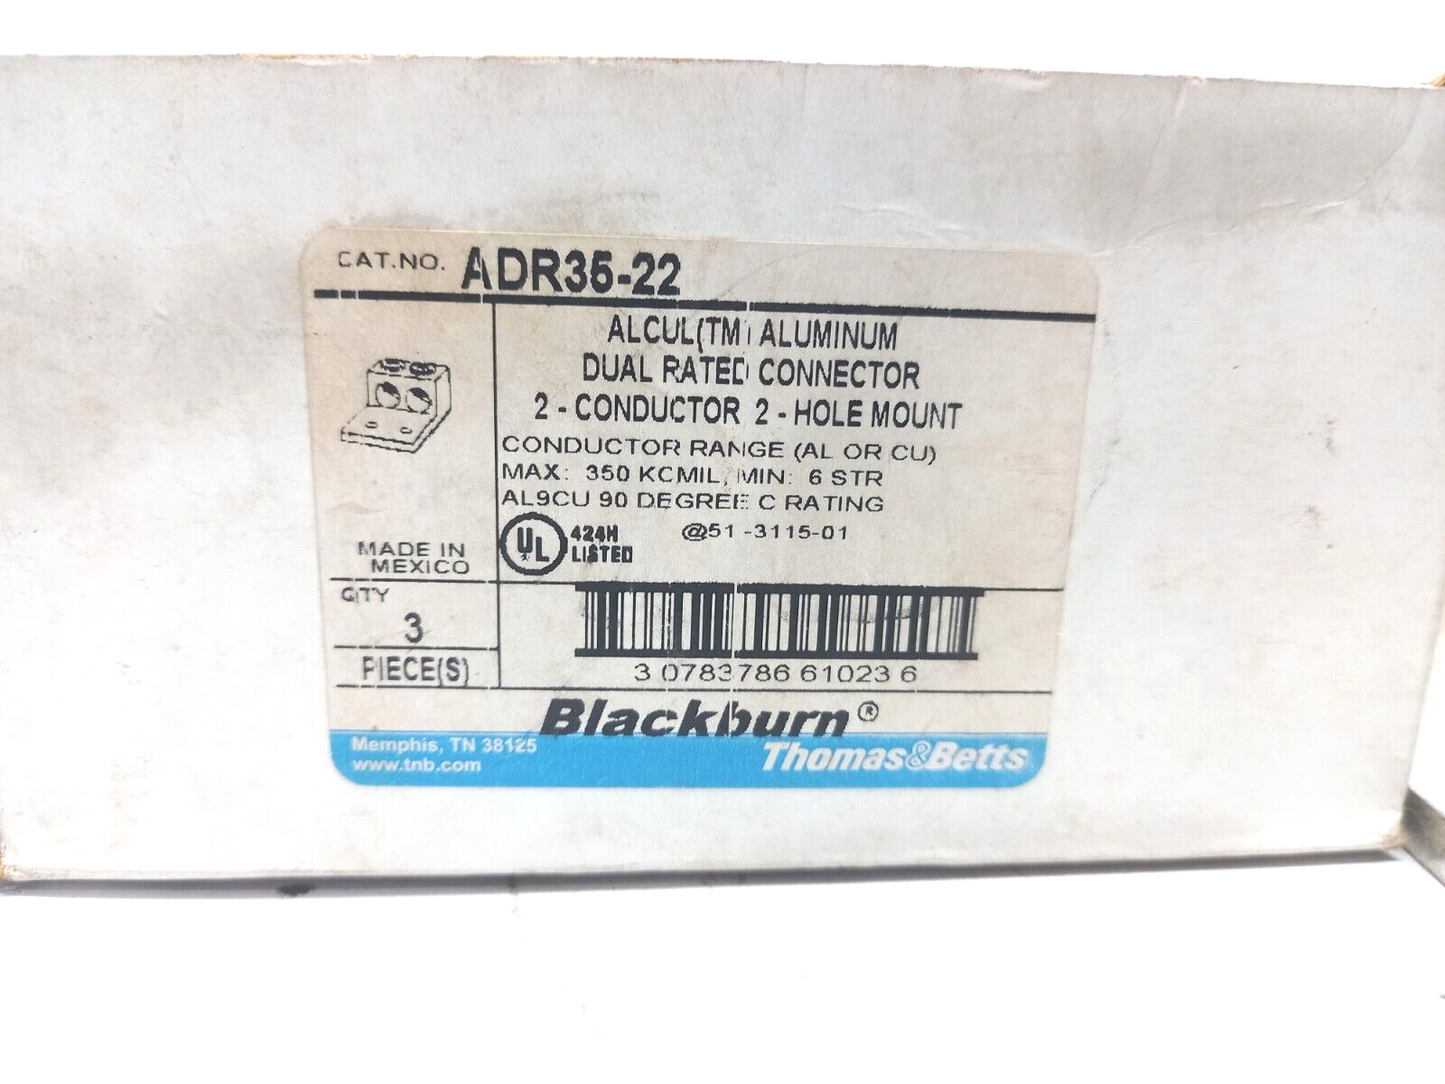 CAT.NO. ADR35-22
ALCUL(TM) ALUMINUM
DUAL RATED CONNECTOR
2 - CONDUCTOR 2 - HOLE MOUNT
CONDUCTOR RANGE (AL OR CU)
MAX: 350 KCMIL, MIN: 6 STR
AL9CU 90 DEGREE C RATING
UL 424H LISTED @51 -3115-01
MADE IN
MEXICO
QTY
3
PIECE(S)
3 0783786 61023 6
Blackburn®
Memphis, TN 38125
www.tnb.com
Thomas&Betts